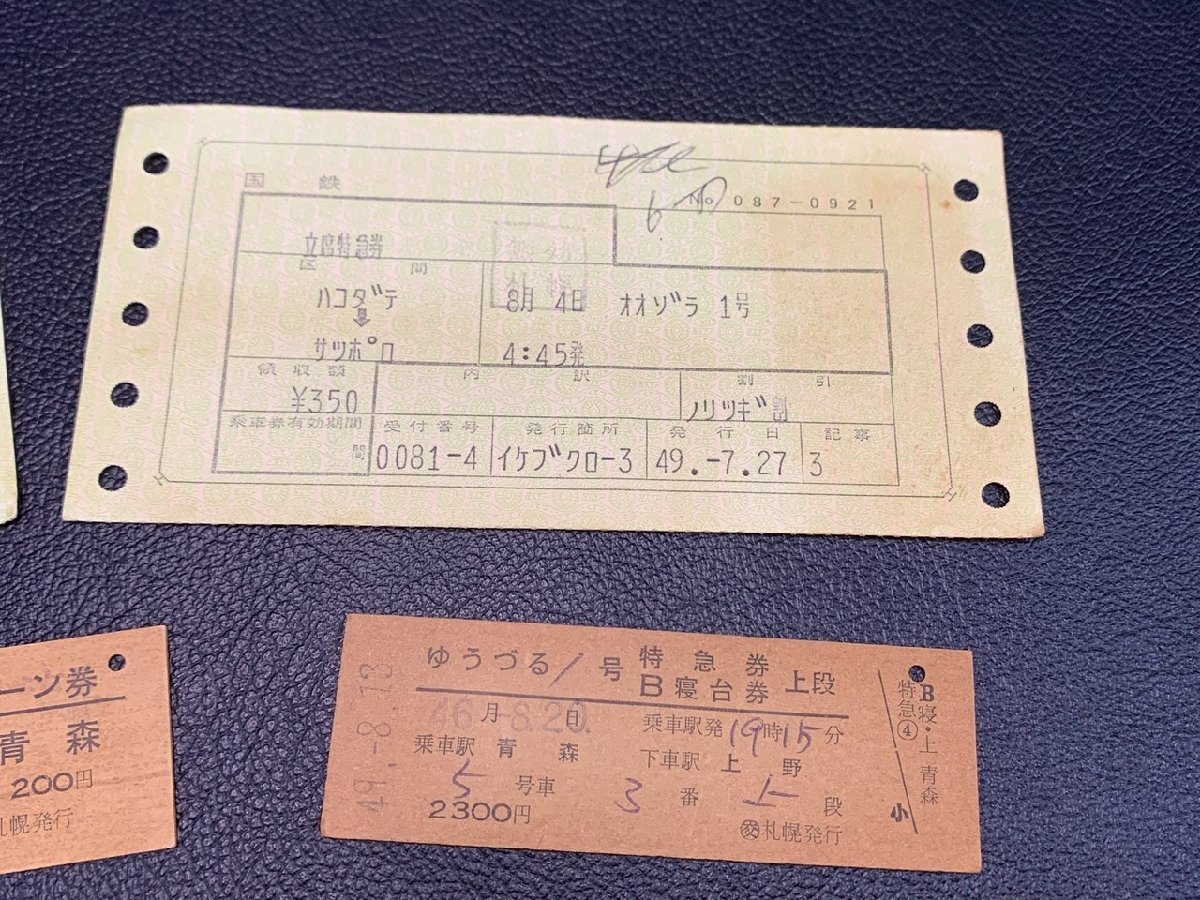 国鉄
No 087-0921
立席特急券
区間
ハコダテ
8月 4日 オオゾラ 1号
サツポロ
4:45発
領収額 内訳 割引
¥350 ノリツギ割
乗車券有効期間 受付番号 発行箇所 発行日 記事
間 0081-4 イケブクロ-3 49.-7.27 3
ーツ券
青森
200円
札幌発行
49.-8.13
ゆうづる1号 特急券 上段
B寝台券
月 8.20. 日 乗車駅発19時15分
乗車駅 青森 下車駅 上野
5号車 3番 上段
2300円 ㊋札幌発行
B寝・上 青森
特急④
小